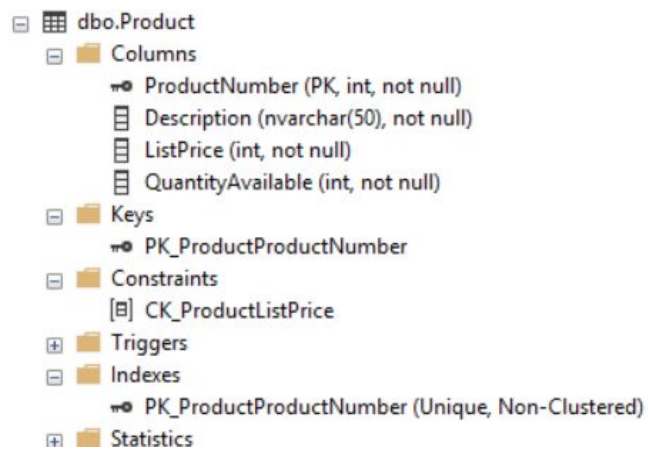 dbo.Product
Columns
ProductNumber (PK, int, not null)
Description (nvarchar(50), not null)
ListPrice (int, not null)
QuantityAvailable (int, not null)
Keys
PK_ProductProductNumber
Constraints
CK_ProductListPrice
Triggers
Indexes
PK_ProductProductNumber (Unique, Non-Clustered)
Statistics